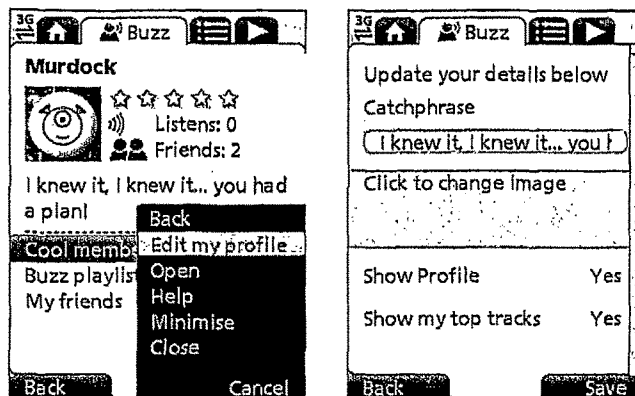 3G
Buzz
Murdock
Listens: 0
Friends: 2
I knew it, I knew it... you had
a plan!
Cool memb
Buzz playlist
My friends
Back
Edit my profile
Open
Help
Minimise
Close
Back
Cancel
3G
Buzz
Update your details below
Catchphrase
I knew it, I knew it... you h
Click to change image
Show Profile Yes
Show my top tracks Yes
Back
Save